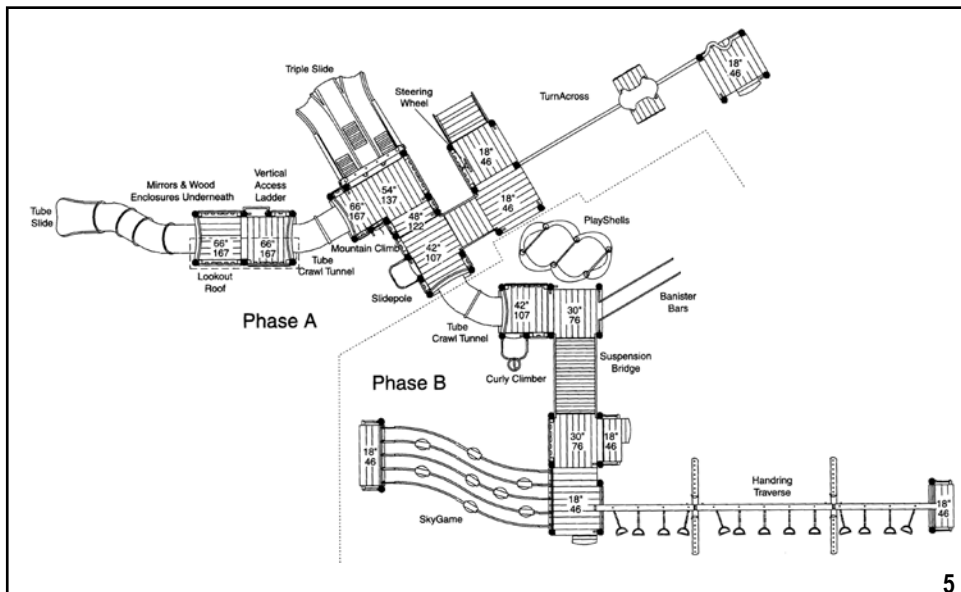 Triple Slide
Steering
Wheel
TurnAcross
18"
46
Vertical
Access
Ladder
Mirrors & Wood
Enclosures Underneath
Tube
Slide
54"
137
66"
167
48"
122
18"
46
18"
46
66"
167
66"
167
Mountain Climb
42"
107
PlayShells
Lookout
Roof
Tube
Crawl Tunnel
Slidepole
Phase A
Tube
Crawl Tunnel
42"
107
30"
76
Banister
Bars
Curly Climber
Suspension
Bridge
Phase B
30"
76
18"
46
18"
46
SkyGame
18"
46
Handring
Traverse
18"
46
5